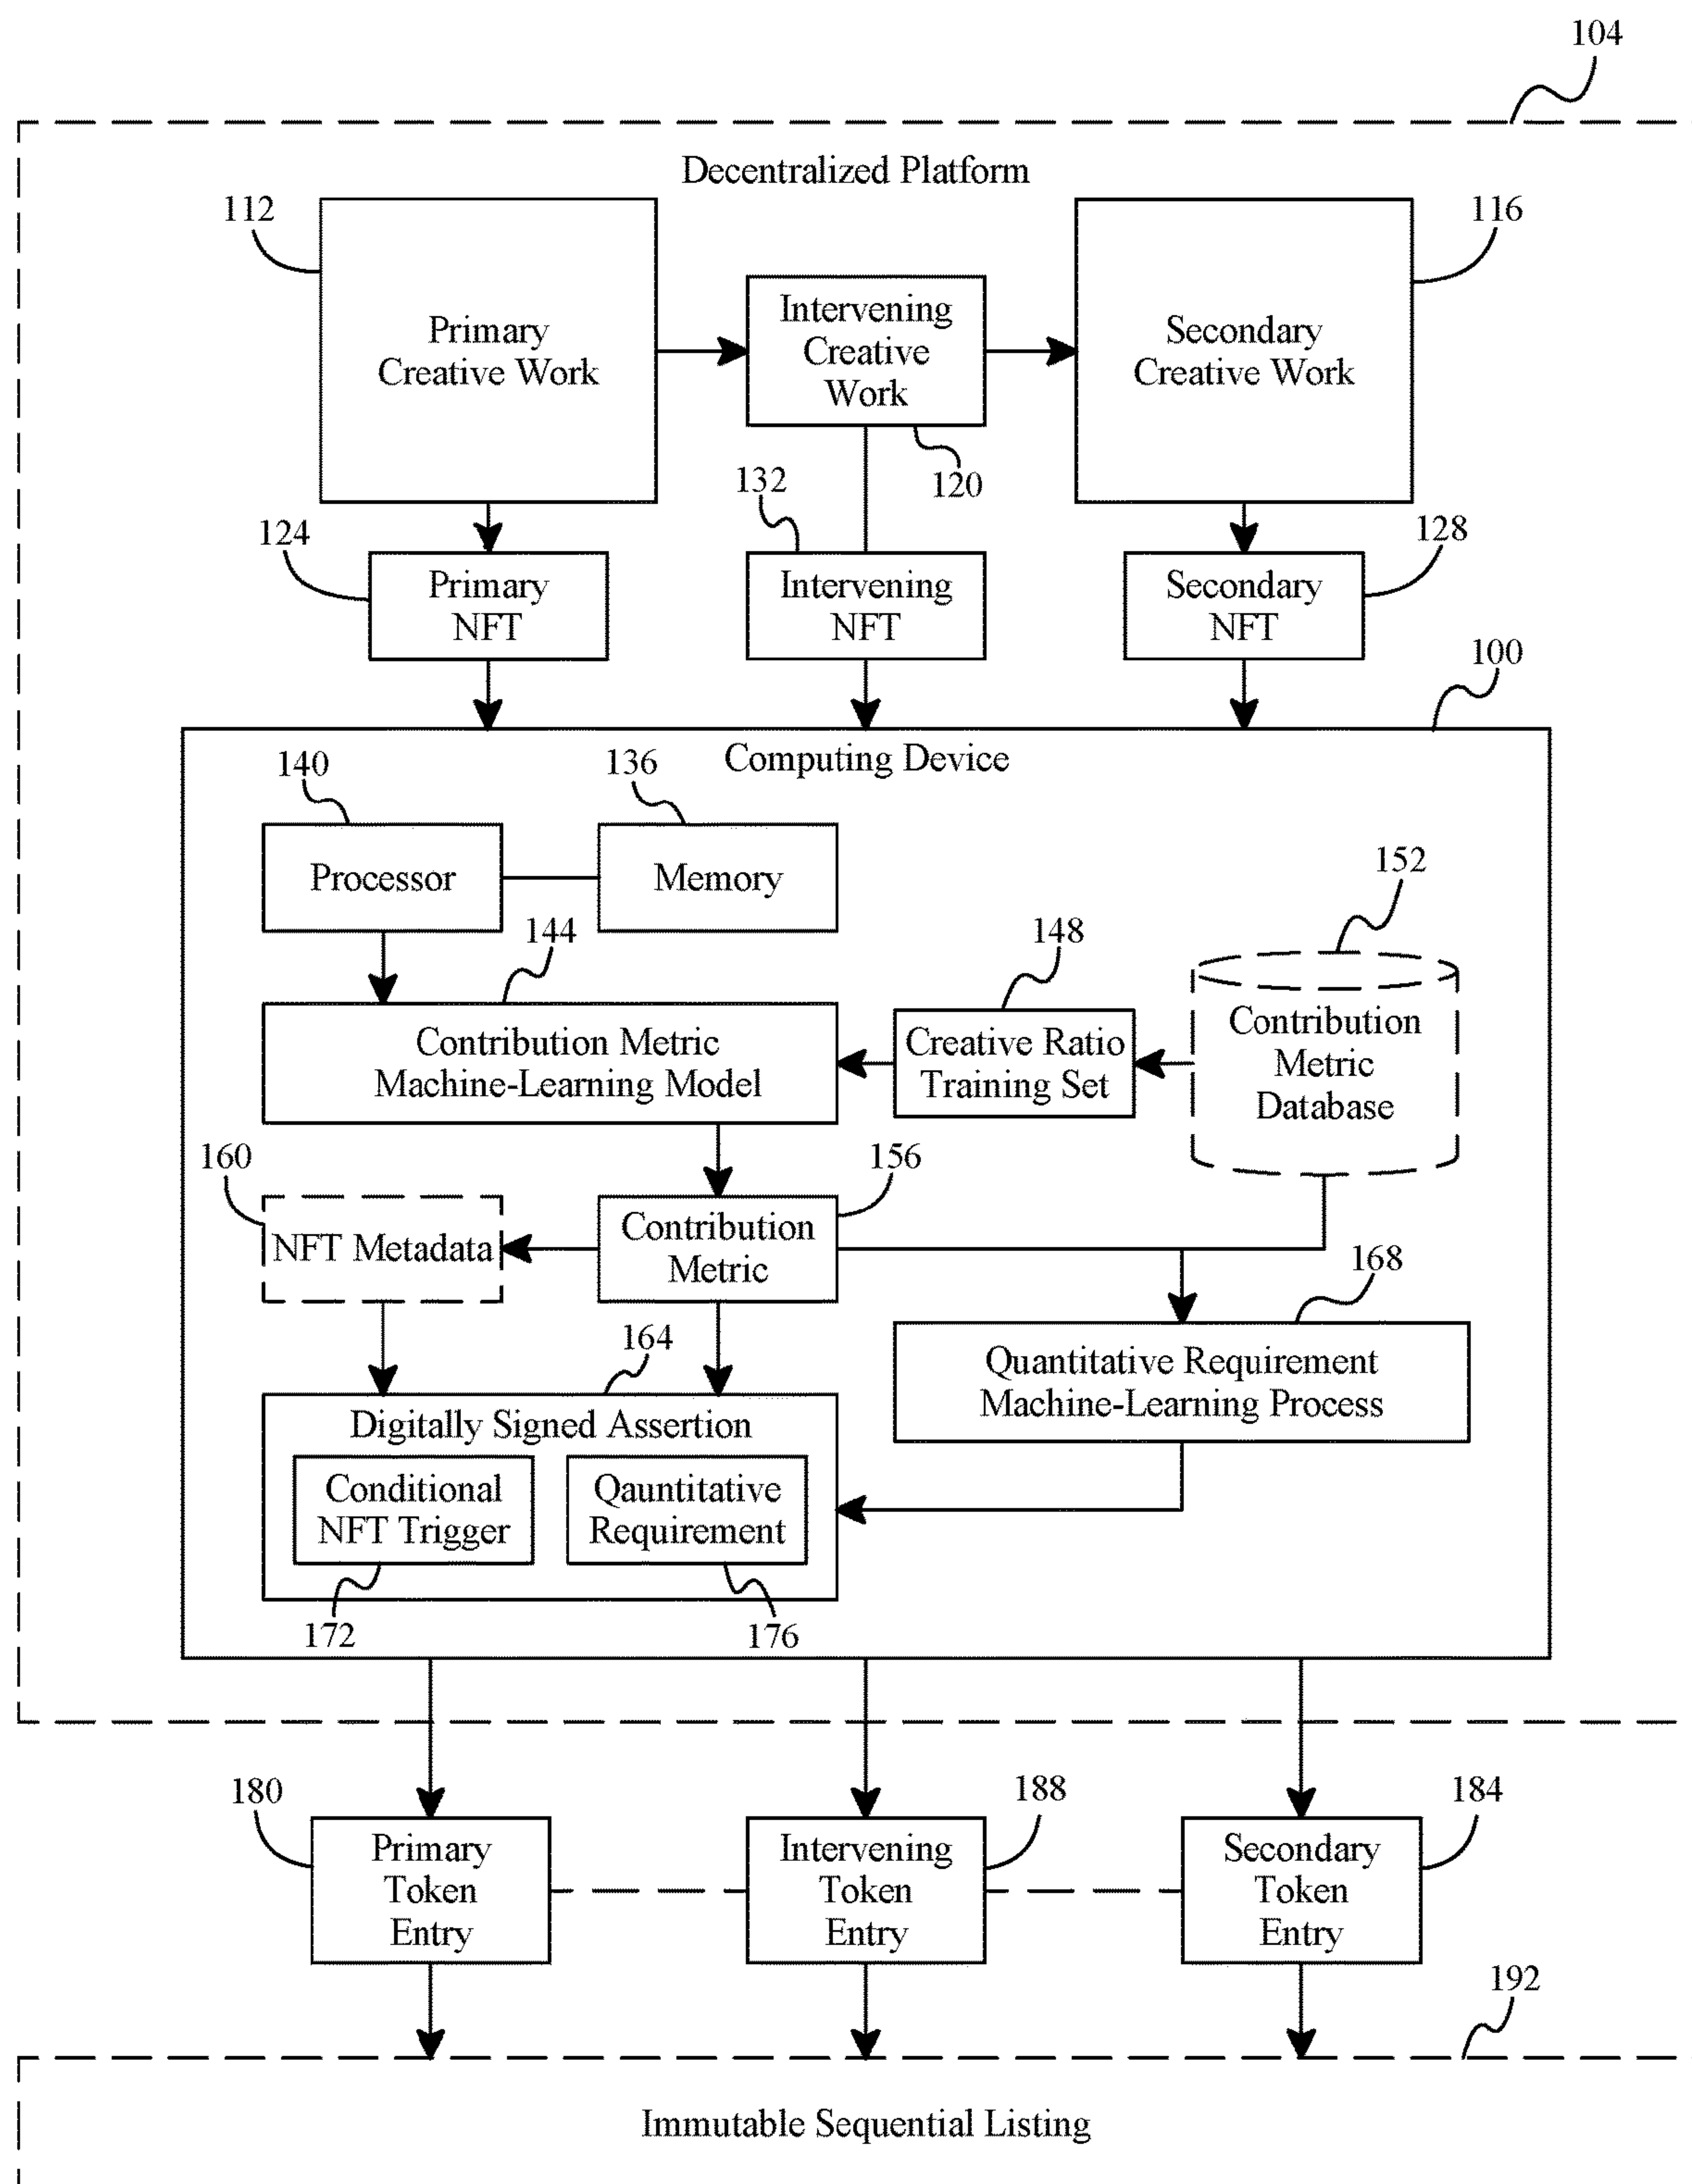 104
Decentralized Platform
112
116
Primary
Creative Work
Intervening
Creative
Work
Secondary
Creative Work
120
132
124
128
Primary
NFT
Intervening
NFT
Secondary
NFT
100
Computing Device
140
136
Processor
Memory
152
144
148
Contribution Metric
Machine-Learning Model
Creative Ratio
Training Set
Contribution
Metric
Database
160
156
NFT Metadata
Contribution
Metric
168
164
Quantitative Requirement
Machine-Learning Process
Digitally Signed Assertion
Conditional
NFT Trigger
Qauntitative
Requirement
172
176
180
188
184
Primary
Token
Entry
Intervening
Token
Entry
Secondary
Token
Entry
192
Immutable Sequential Listing